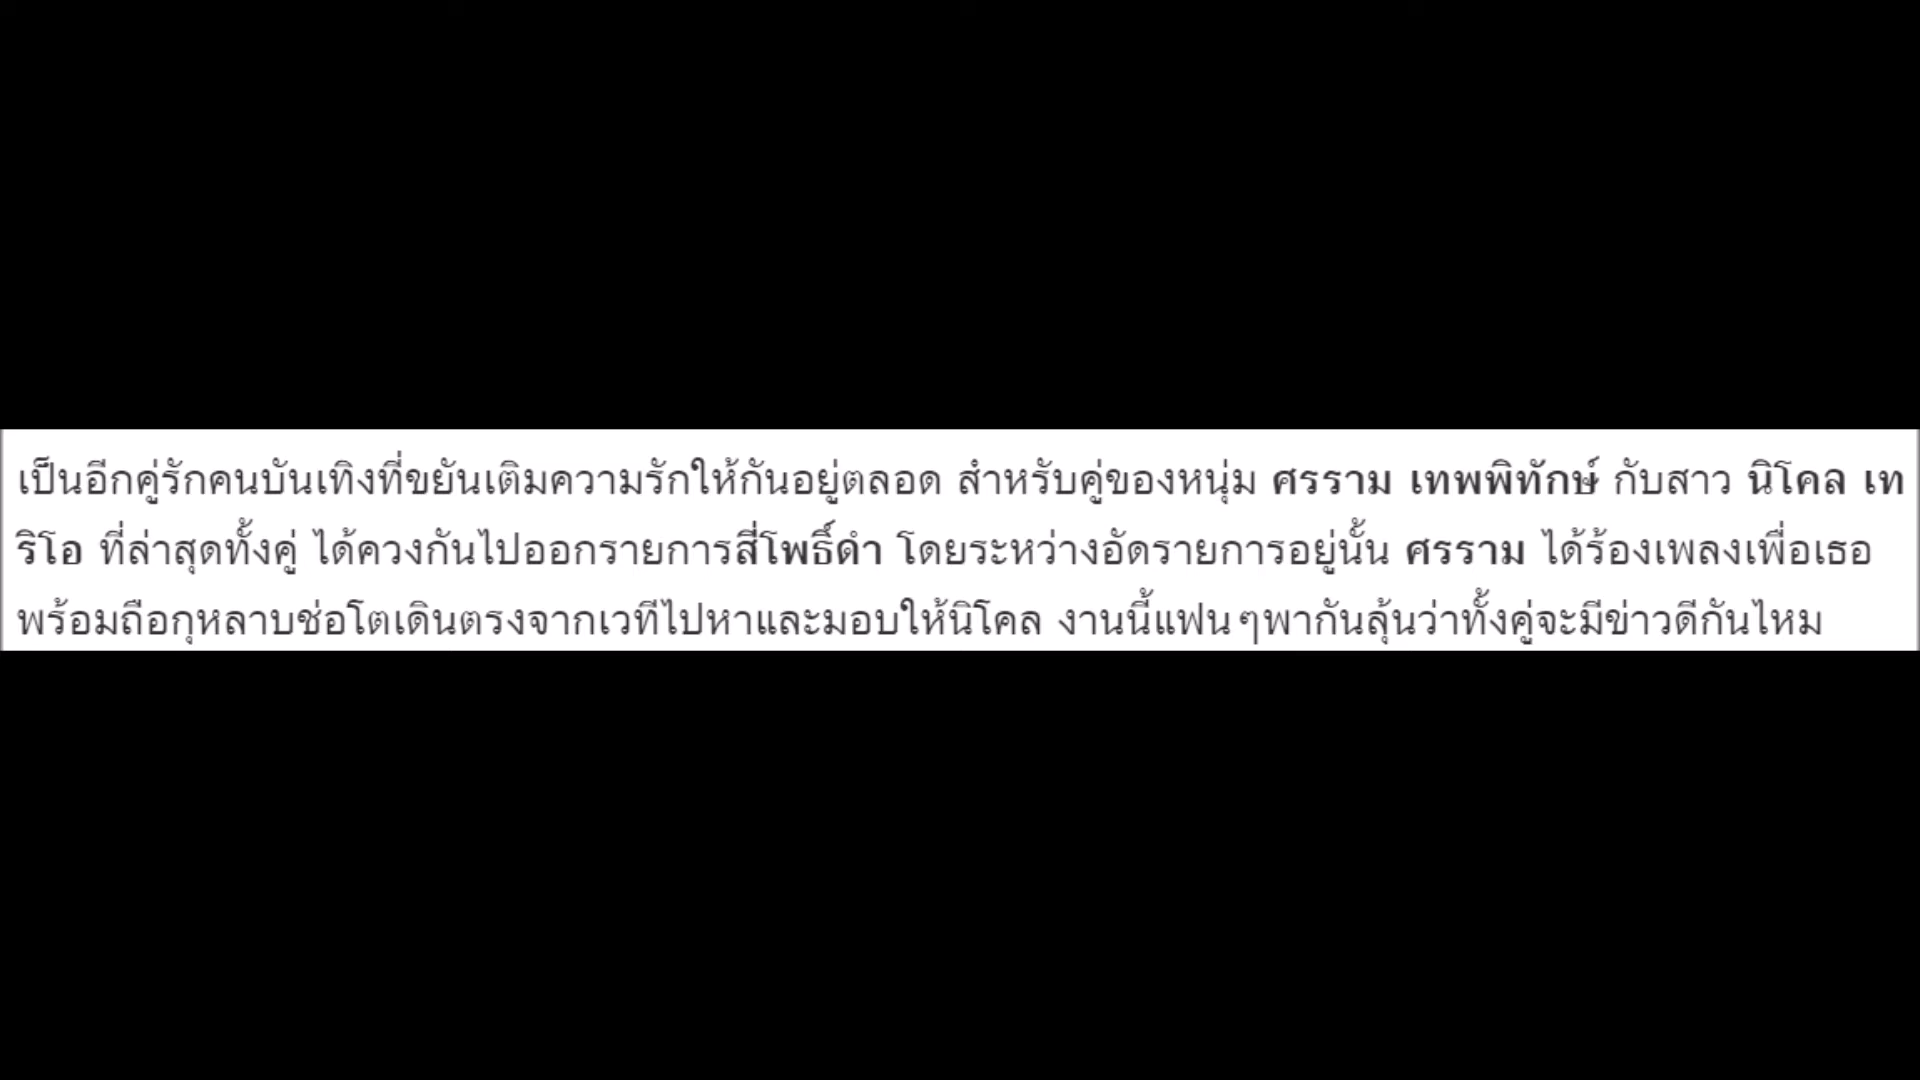 เป็นอีกคู่รักคนบันเทิงที่ขยันเติมความรักให้กันอยู่ตลอด สำหรับคู่ของหนุ่ม ศรราม เทพพิทักษ์ กับสาว นิโคล เท
ริโอ ที่ล่าสุดทั้งคู่ ได้ควงกันไปออกรายการสี่โพธิ์ดำ โดยระหว่างอัดรายการอยู่นั้น ศรราม ได้ร้องเพลงเพื่อเธอ
พร้อมถือกุหลาบช่อโตเดินตรงจากเวทีไปหาและมอบให้นิโคล งานนี้แฟนๆพากันลุ้นว่าทั้งคู่จะมีข่าวดีกันไหม